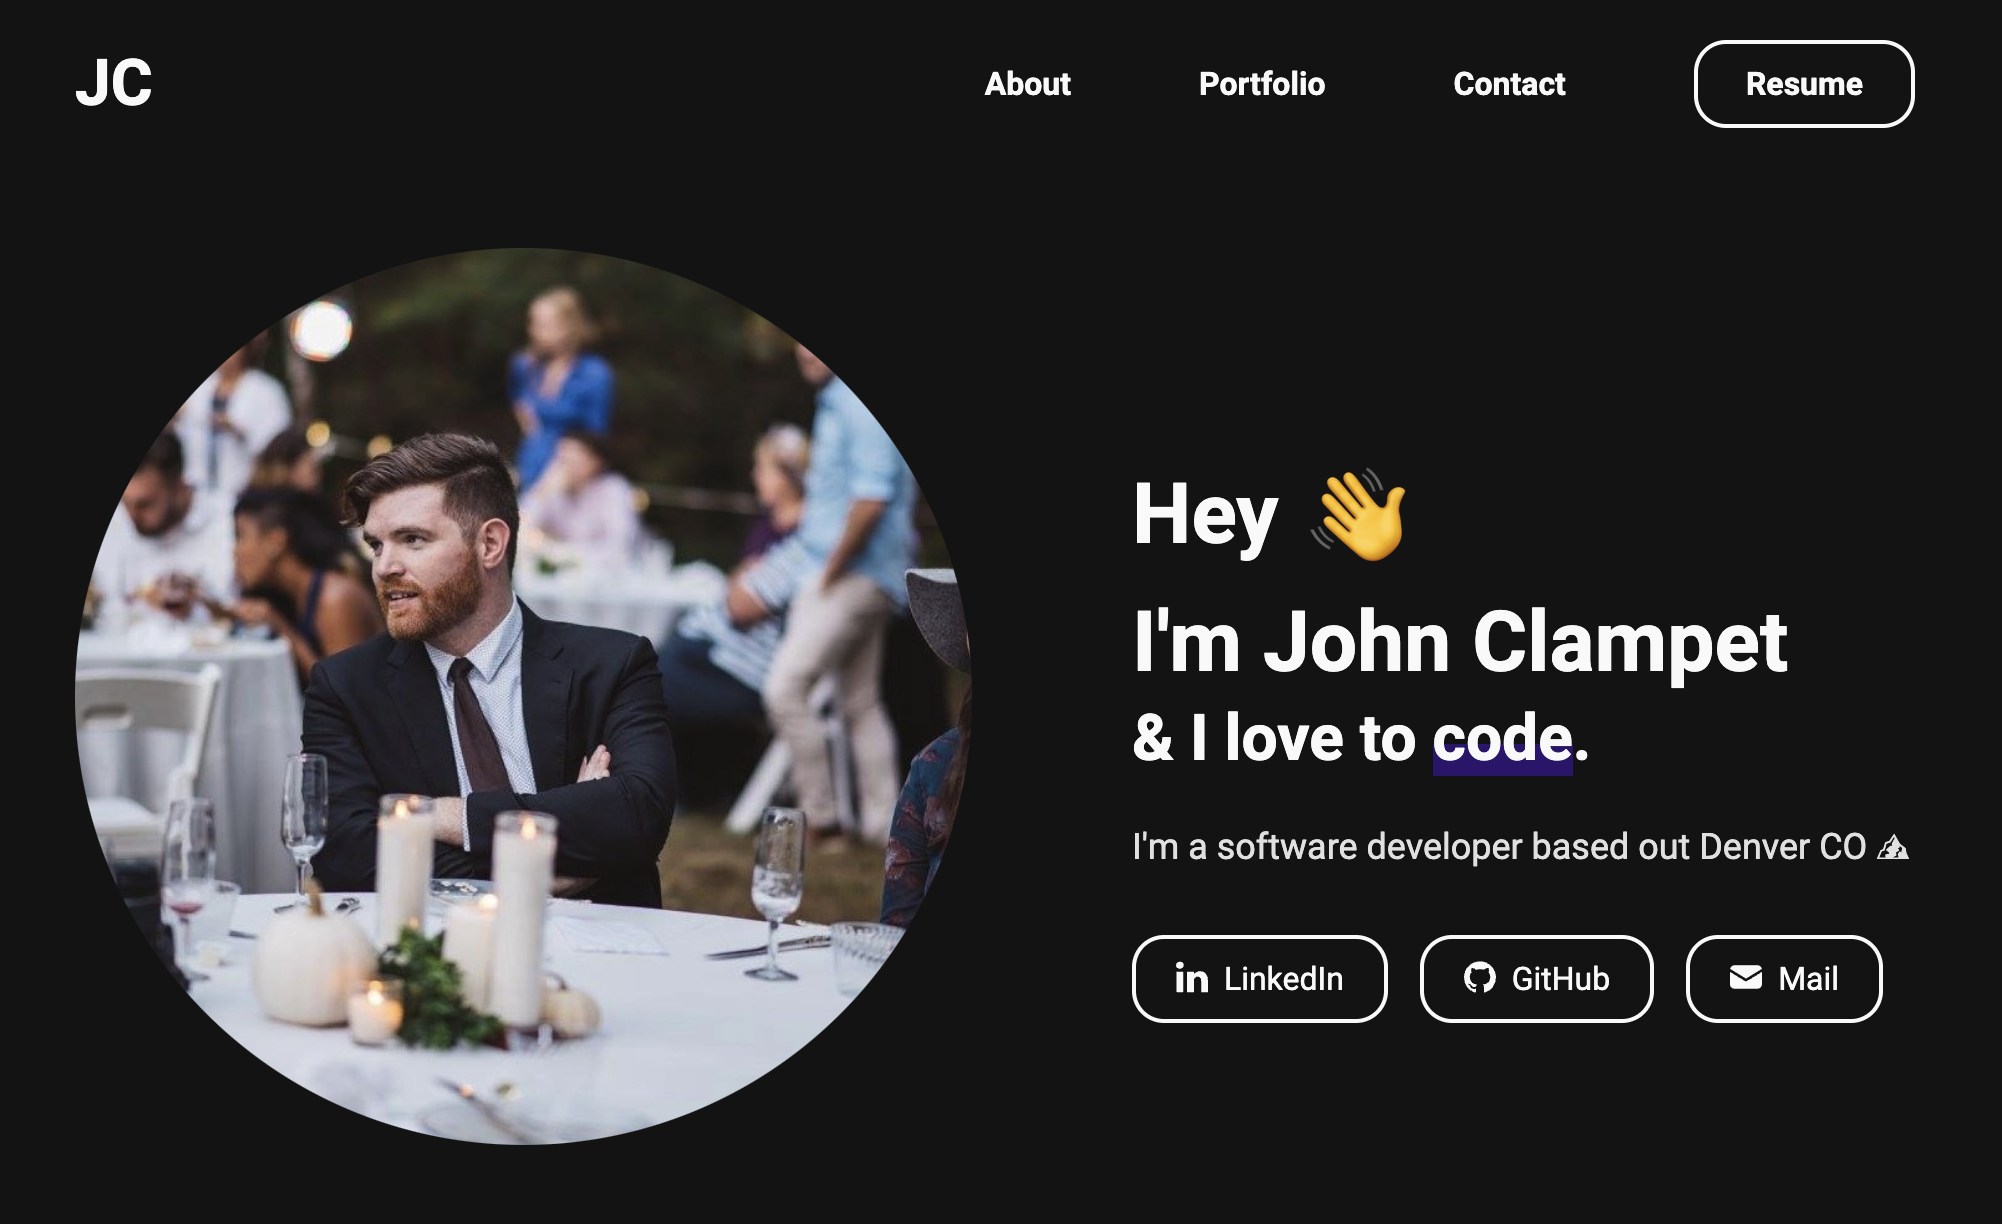 JC
About Portfolio Contact Resume
Hey 👋
I'm John Clampet
& I love to code.
I'm a software developer based out Denver CO
LinkedIn GitHub Mail